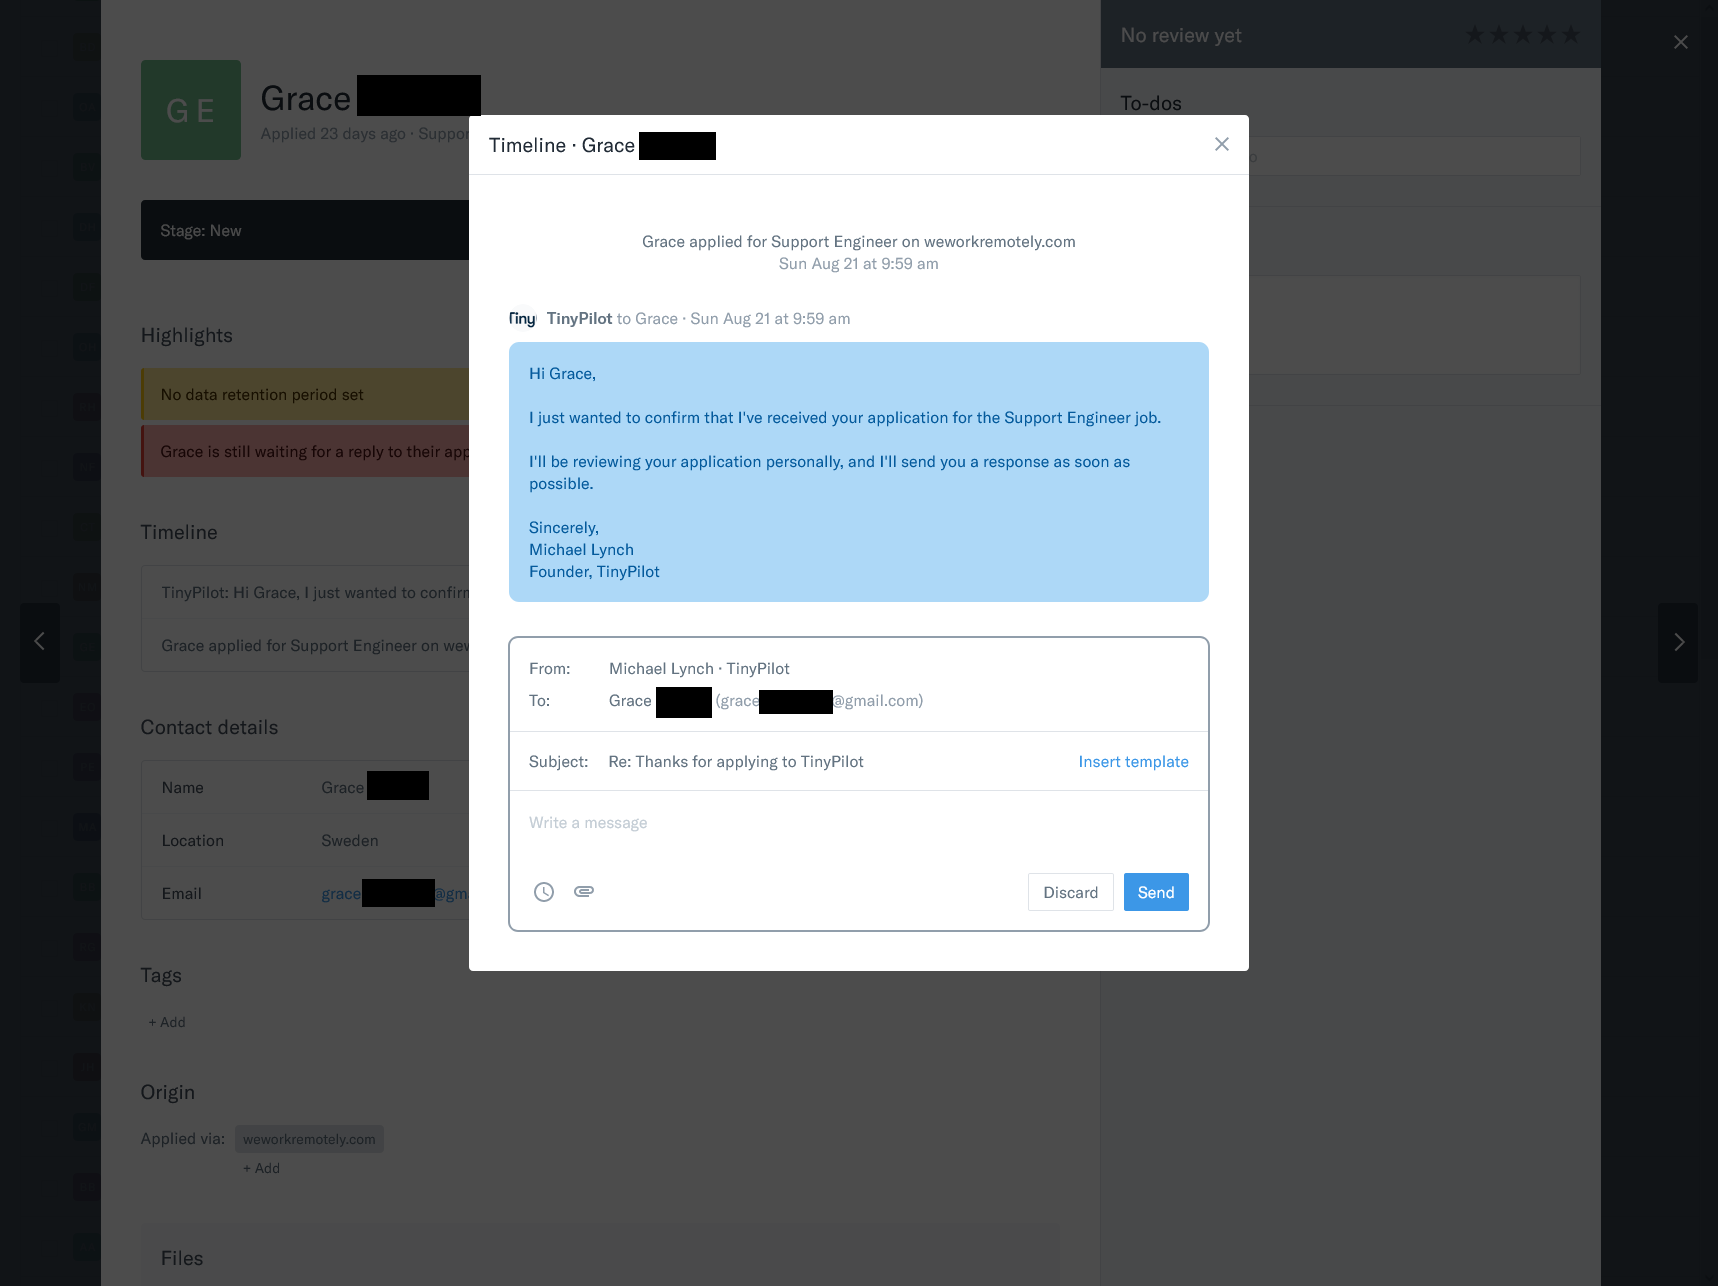 No review yet
GE
Grace
Applied 23 days ago · Suppor
To-dos
Stage: New
Highlights
No data retention period set
Grace is still waiting for a reply to their app
Timeline
TinyPilot: Hi Grace, I just wanted to confirm
Grace applied for Support Engineer on wew
Contact details
Name Grace
Location Sweden
Email grace @gma
Tags
+ Add
Origin
Applied via: weworkremotely.com
+ Add
Files
Timeline · Grace
Grace applied for Support Engineer on weworkremotely.com
Sun Aug 21 at 9:59 am
Tiny TinyPilot to Grace · Sun Aug 21 at 9:59 am
Hi Grace,
I just wanted to confirm that I've received your application for the Support Engineer job.
I'll be reviewing your application personally, and I'll send you a response as soon as
possible.
Sincerely,
Michael Lynch
Founder, TinyPilot
From: Michael Lynch · TinyPilot
To: Grace (grace @gmail.com)
Subject: Re: Thanks for applying to TinyPilot Insert template
Write a message
Discard Send